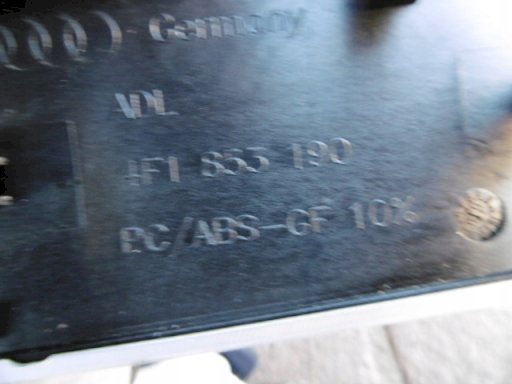 Germany
VDL
4F1 853 190
PC/ABS-GF 10%